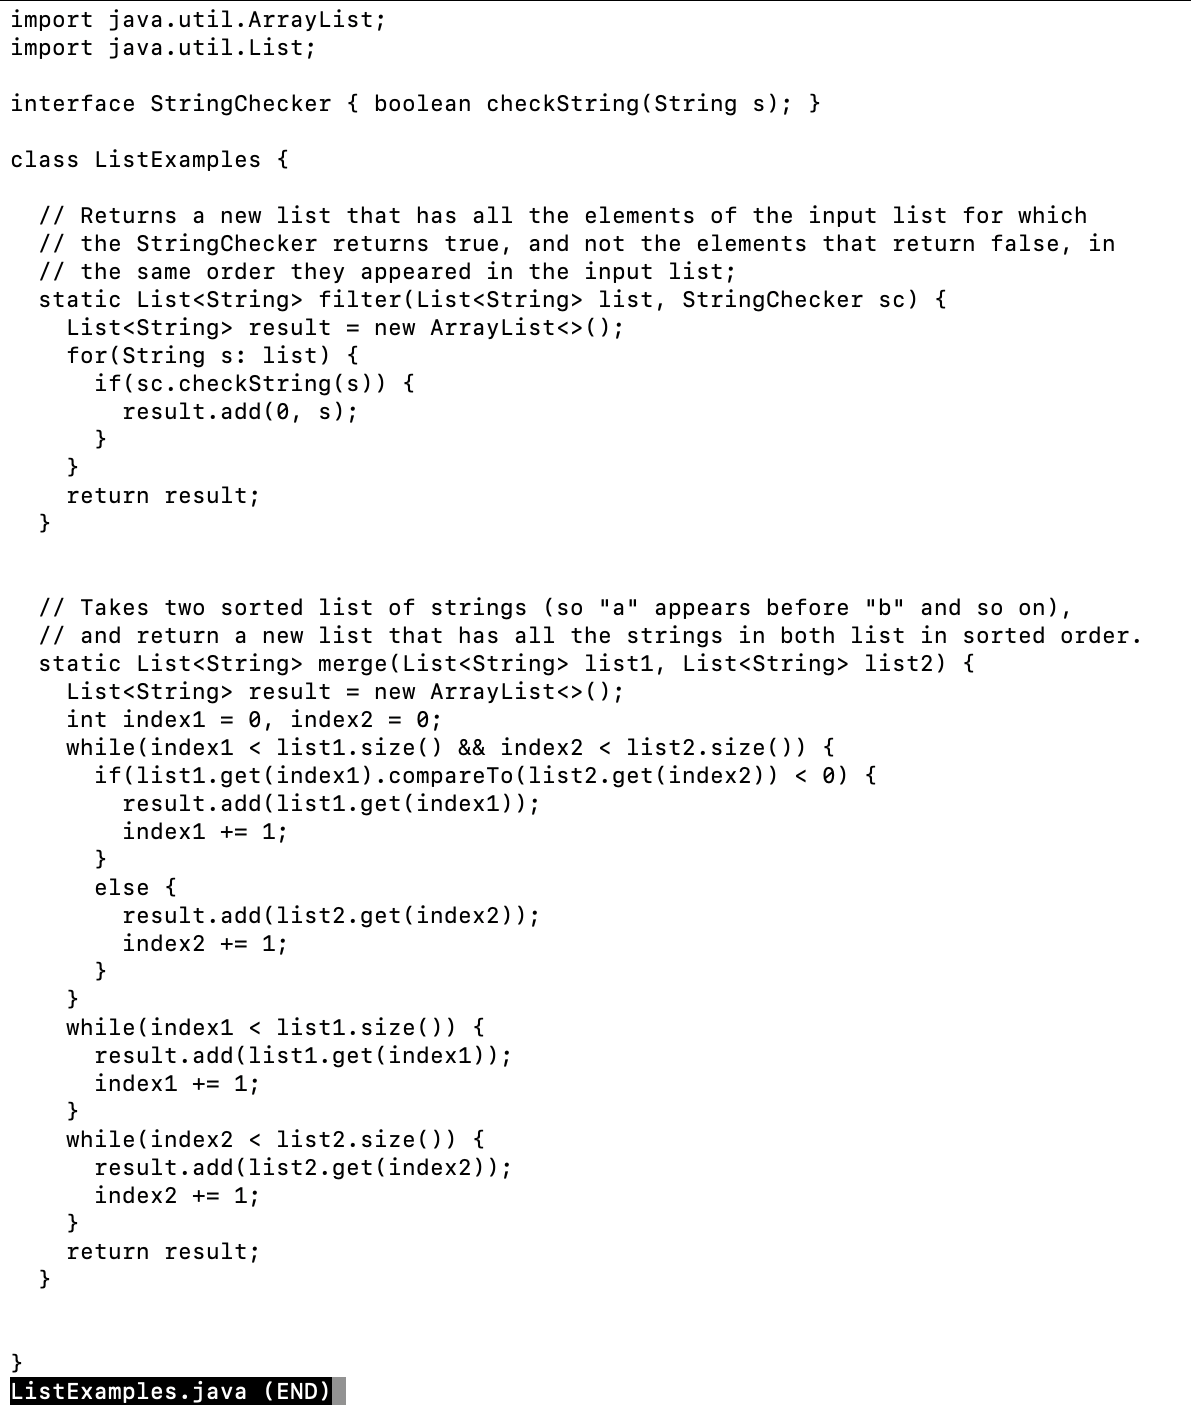 import java.util.ArrayList;
import java.util.List;

interface StringChecker { boolean checkString(String s); }

class ListExamples {

  // Returns a new list that has all the elements of the input list for which
  // the StringChecker returns true, and not the elements that return false, in
  // the same order they appeared in the input list;
  static List<String> filter(List<String> list, StringChecker sc) {
    List<String> result = new ArrayList<>();
    for(String s: list) {
      if(sc.checkString(s)) {
        result.add(0, s);
      }
    }
    return result;
  }


  // Takes two sorted list of strings (so "a" appears before "b" and so on),
  // and return a new list that has all the strings in both list in sorted order.
  static List<String> merge(List<String> list1, List<String> list2) {
    List<String> result = new ArrayList<>();
    int index1 = 0, index2 = 0;
    while(index1 < list1.size() && index2 < list2.size()) {
      if(list1.get(index1).compareTo(list2.get(index2)) < 0) {
        result.add(list1.get(index1));
        index1 += 1;
      }
      else {
        result.add(list2.get(index2));
        index2 += 1;
      }
    }
    while(index1 < list1.size()) {
      result.add(list1.get(index1));
      index1 += 1;
    }
    while(index2 < list2.size()) {
      result.add(list2.get(index2));
      index2 += 1;
    }
    return result;
  }


}
ListExamples.java (END)